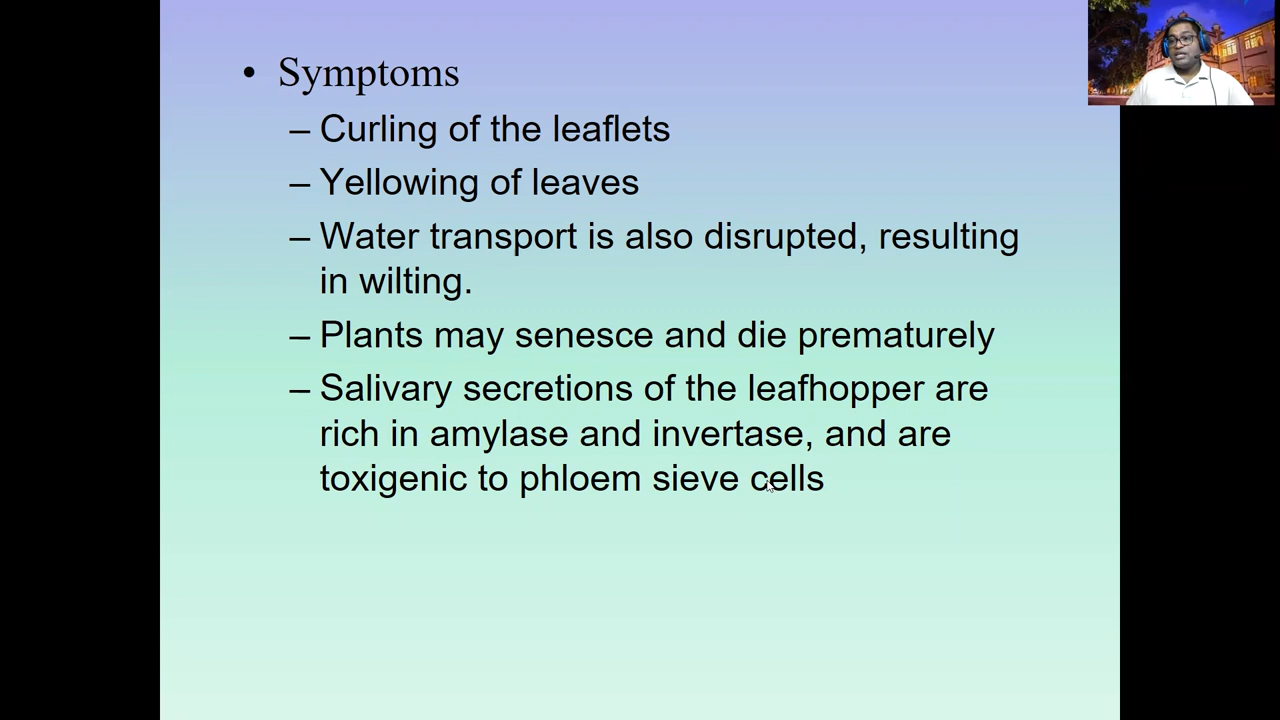 • Symptoms
– Curling of the leaflets
– Yellowing of leaves
– Water transport is also disrupted, resulting
in wilting.
– Plants may senesce and die prematurely
– Salivary secretions of the leafhopper are
rich in amylase and invertase, and are
toxigenic to phloem sieve cells